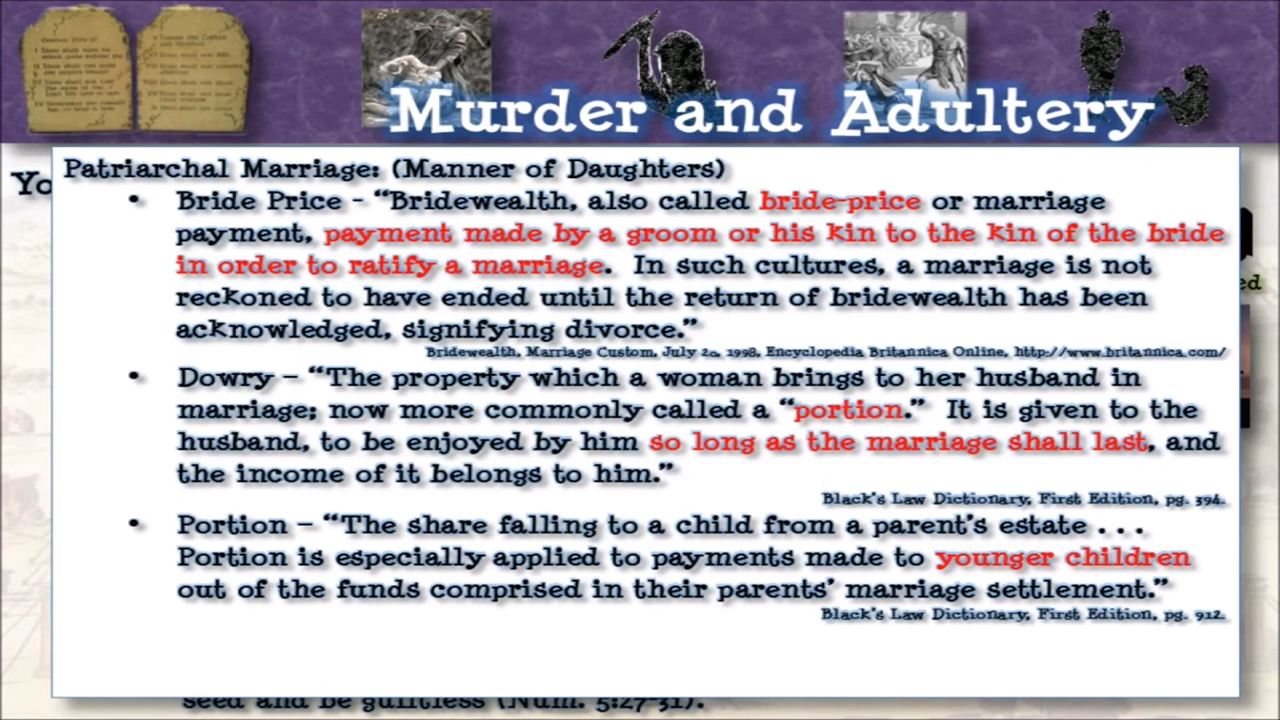 Murder and Adultery
Yo
Patriarchal Marriage: (Manner of Daughters)
• Bride Price - “Bridewealth, also called bride-price or marriage
payment, payment made by a groom or his kin to the kin of the bride
in order to ratify a marriage. In such cultures, a marriage is not
reckoned to have ended until the return of bridewealth has been
acknowledged, signifying divorce.”
ed
Bridewealth, Marriage Custom, July 20, 1998, Encyclopedia Britannica Online, http://www.britannica.com/
• Dowry – “The property which a woman brings to her husband in
marriage; now more commonly called a “portion.” It is given to the
husband, to be enjoyed by him so long as the marriage shall last, and
the income of it belongs to him.”
Black's Law Dictionary, First Edition, pg. 394.
• Portion – “The share falling to a child from a parent's estate . . .
Portion is especially applied to payments made to younger children
out of the funds comprised in their parents' marriage settlement.”
Black's Law Dictionary, First Edition, pg. 912.
seed and be guiltless (Num. 5:27-31).